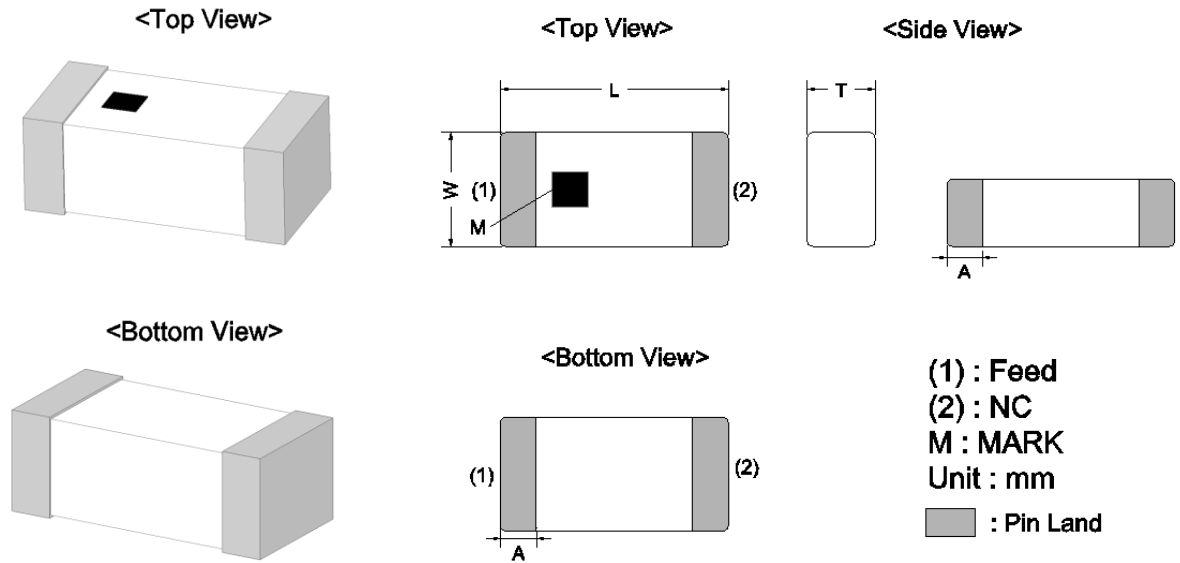 <Top View>
<Top View>
<Side View>
L
T
W
(1)
(2)
M
A
<Bottom View>
<Bottom View>
(1)
(2)
A
(1) : Feed
(2) : NC
M : MARK
Unit : mm
: Pin Land